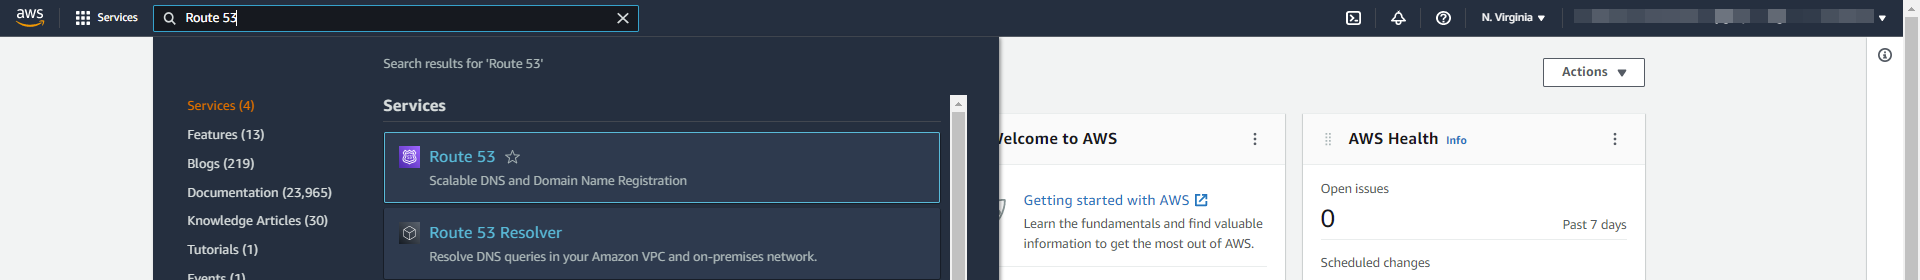 aws
Services
Route 53
N. Virginia
Search results for 'Route 53'
Services (4)
Features (13)
Blogs (219)
Documentation (23,965)
Knowledge Articles (30)
Tutorials (1)
Events (1)
Services
Route 53
Scalable DNS and Domain Name Registration
Route 53 Resolver
Resolve DNS queries in your Amazon VPC and on-premises network.
Actions
Welcome to AWS
Getting started with AWS
Learn the fundamentals and find valuable
information to get the most out of AWS.
AWS Health Info
Open issues
0
Past 7 days
Scheduled changes